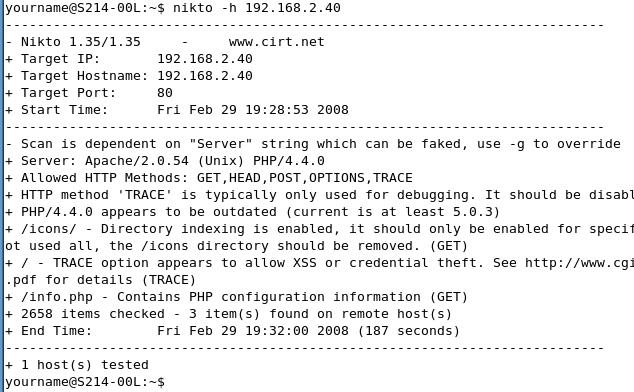 yourname@S214-00L:~$ nikto -h 192.168.2.40
---------------------------------------------------------------------------
- Nikto 1.35/1.35     -     www.cirt.net
+ Target IP:       192.168.2.40
+ Target Hostname: 192.168.2.40
+ Target Port:     80
+ Start Time:      Fri Feb 29 19:28:53 2008
---------------------------------------------------------------------------
- Scan is dependent on "Server" string which can be faked, use -g to override
+ Server: Apache/2.0.54 (Unix) PHP/4.4.0
+ Allowed HTTP Methods: GET,HEAD,POST,OPTIONS,TRACE
+ HTTP method 'TRACE' is typically only used for debugging. It should be disabl
+ PHP/4.4.0 appears to be outdated (current is at least 5.0.3)
+ /icons/ - Directory indexing is enabled, it should only be enabled for specif
ot used all, the /icons directory should be removed. (GET)
+ / - TRACE option appears to allow XSS or credential theft. See http://www.cgi
.pdf for details (TRACE)
+ /info.php - Contains PHP configuration information (GET)
+ 2658 items checked - 3 item(s) found on remote host(s)
+ End Time:        Fri Feb 29 19:32:00 2008 (187 seconds)
---------------------------------------------------------------------------
+ 1 host(s) tested
yourname@S214-00L:~$